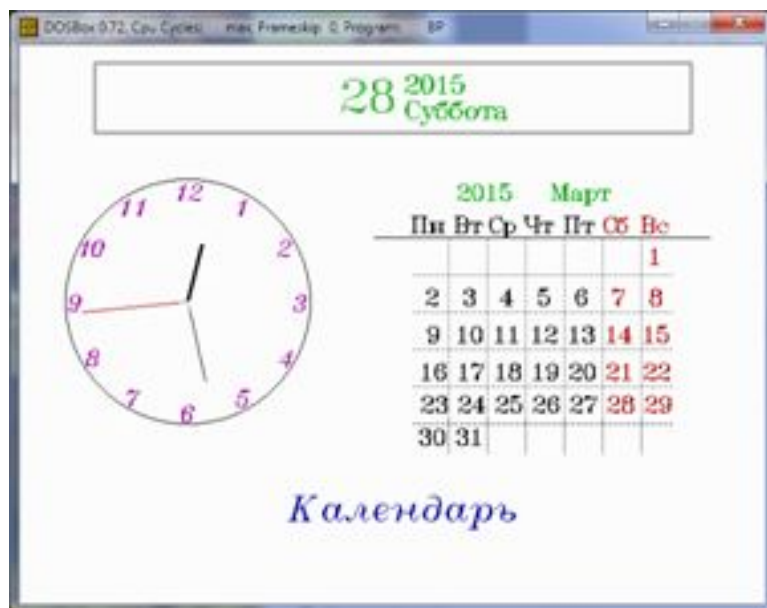 DOSBox 0.72, Cpu Cycles: max, Frameskip 0, Program: BP
28 2015
Суббота
12
11 1
10 2
9 3
8 4
7 5
6
2015 Март
Пн Вт Ср Чт Пт Сб Вс
1
2 3 4 5 6 7 8
9 10 11 12 13 14 15
16 17 18 19 20 21 22
23 24 25 26 27 28 29
30 31
Календарь